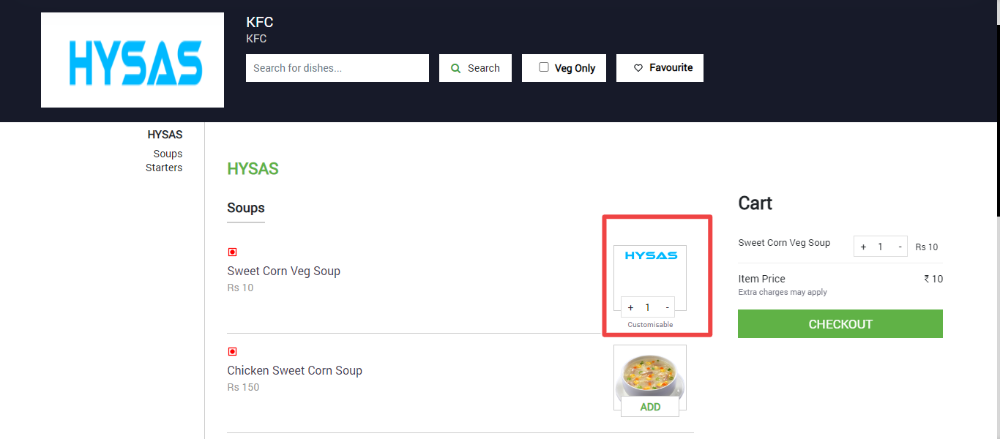 HYSAS
KFC
KFC
Search for dishes...
Search
Veg Only
Favourite
HYSAS
Soups
Starters
HYSAS
Soups
Sweet Corn Veg Soup
Rs 10
HYSAS
+ 1 -
Customisable
Chicken Sweet Corn Soup
Rs 150
ADD
Cart
Sweet Corn Veg Soup + 1 - Rs 10
Item Price ₹ 10
Extra charges may apply
CHECKOUT